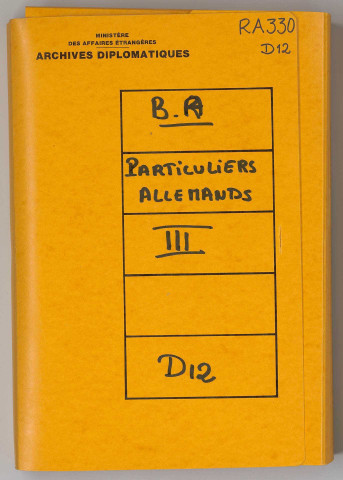 MINISTÈRE
DES AFFAIRES ÉTRANGÈRES
ARCHIVES DIPLOMATIQUES
RA330
D12
B.A
PARTICULIERS
ALLEMANDS
III
D12